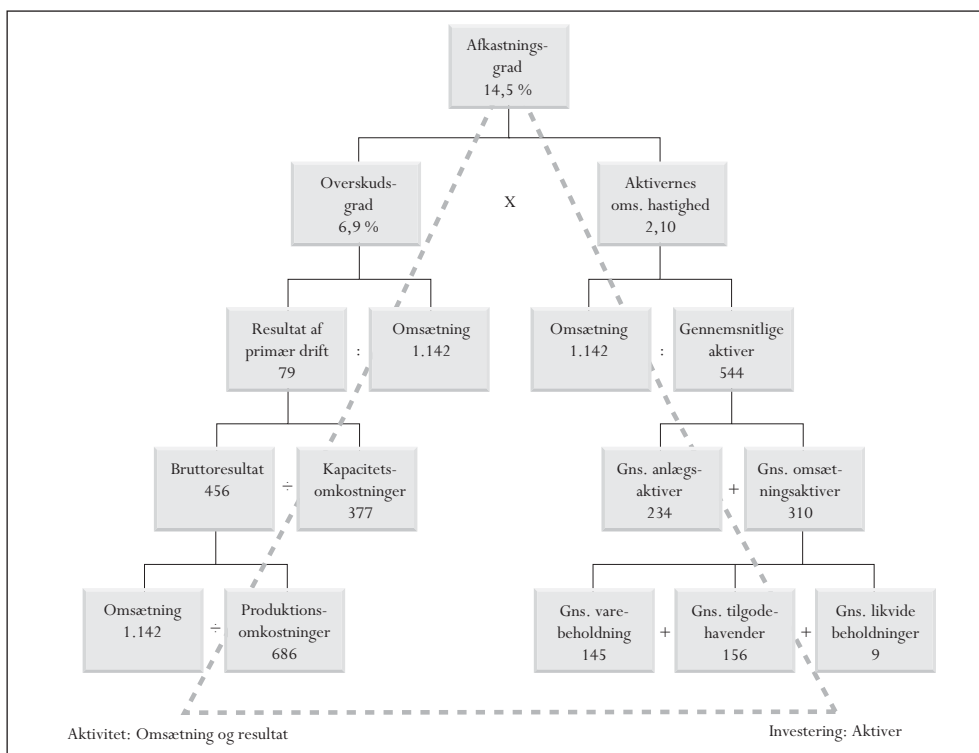 Afkastnings-
grad
14,5 %
Overskuds-
grad
6,9 %
X
Aktivernes
oms. hastighed
2,10
Resultat af
primær drift
79
:
Omsætning
1.142
Omsætning
1.142
:
Gennemsnitlige
aktiver
544
Bruttoresultat
456
÷
Kapacitets-
omkostninger
377
Gns. anlægs-
aktiver
234
+
Gns. omsæt-
ningsaktiver
310
Omsætning
1.142
÷
Produktions-
omkostninger
686
Gns. vare-
beholdning
145
+
Gns. tilgode-
havender
156
+
Gns. likvide
beholdninger
9
Aktivitet: Omsætning og resultat
Investering: Aktiver